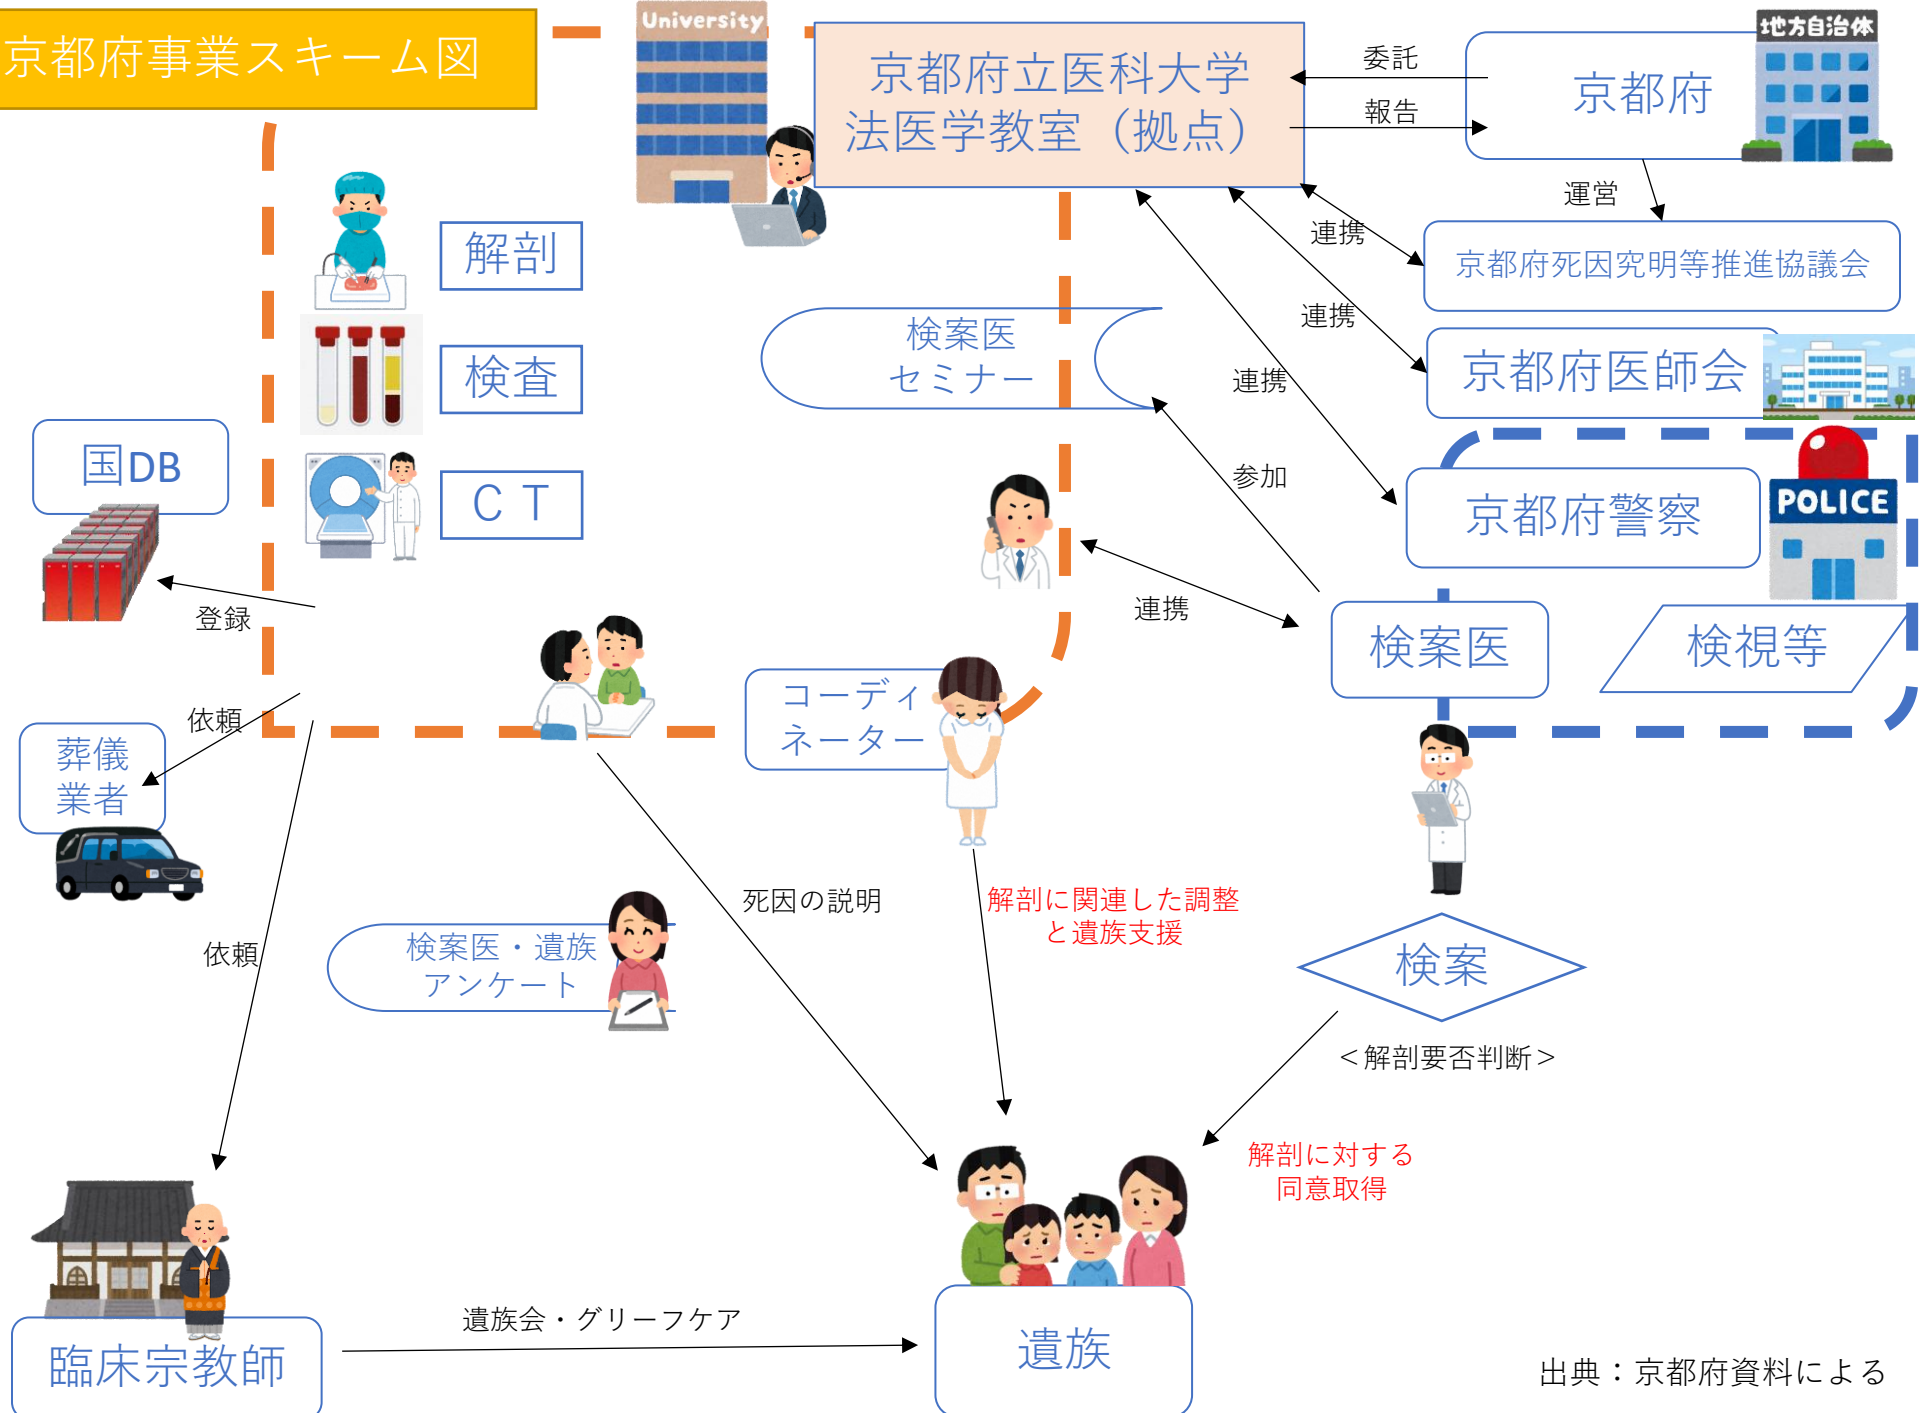 京都府事業スキーム図
University
京都府立医科大学
法医学教室（拠点）
委託
報告
京都府
地方自治体
運営
連携
京都府死因究明等推進協議会
解剖
検案医
セミナー
連携
京都府医師会
検査
連携
国DB
ＣＴ
参加
京都府警察
POLICE
登録
連携
検案医
検視等
コーディ
ネーター
依頼
葬儀
業者
死因の説明
解剖に関連した調整
と遺族支援
依頼
検案医・遺族
アンケート
検案
＜解剖要否判断＞
解剖に対する
同意取得
遺族会・グリーフケア
臨床宗教師
遺族
出典：京都府資料による